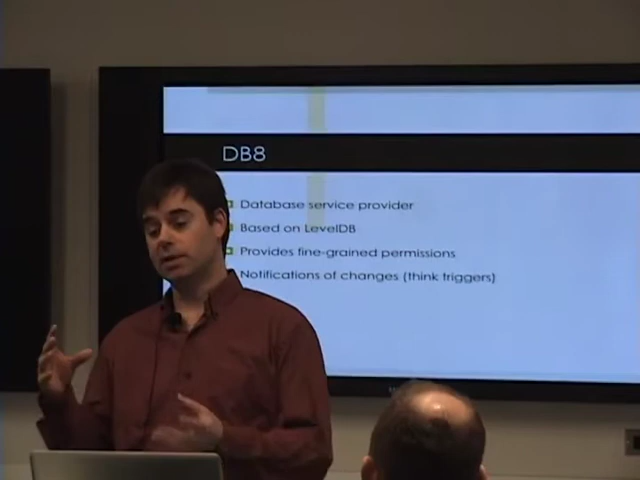 DB8
Database service provider
Based on LevelDB
Provides fine-grained permissions
Notifications of changes (think triggers)